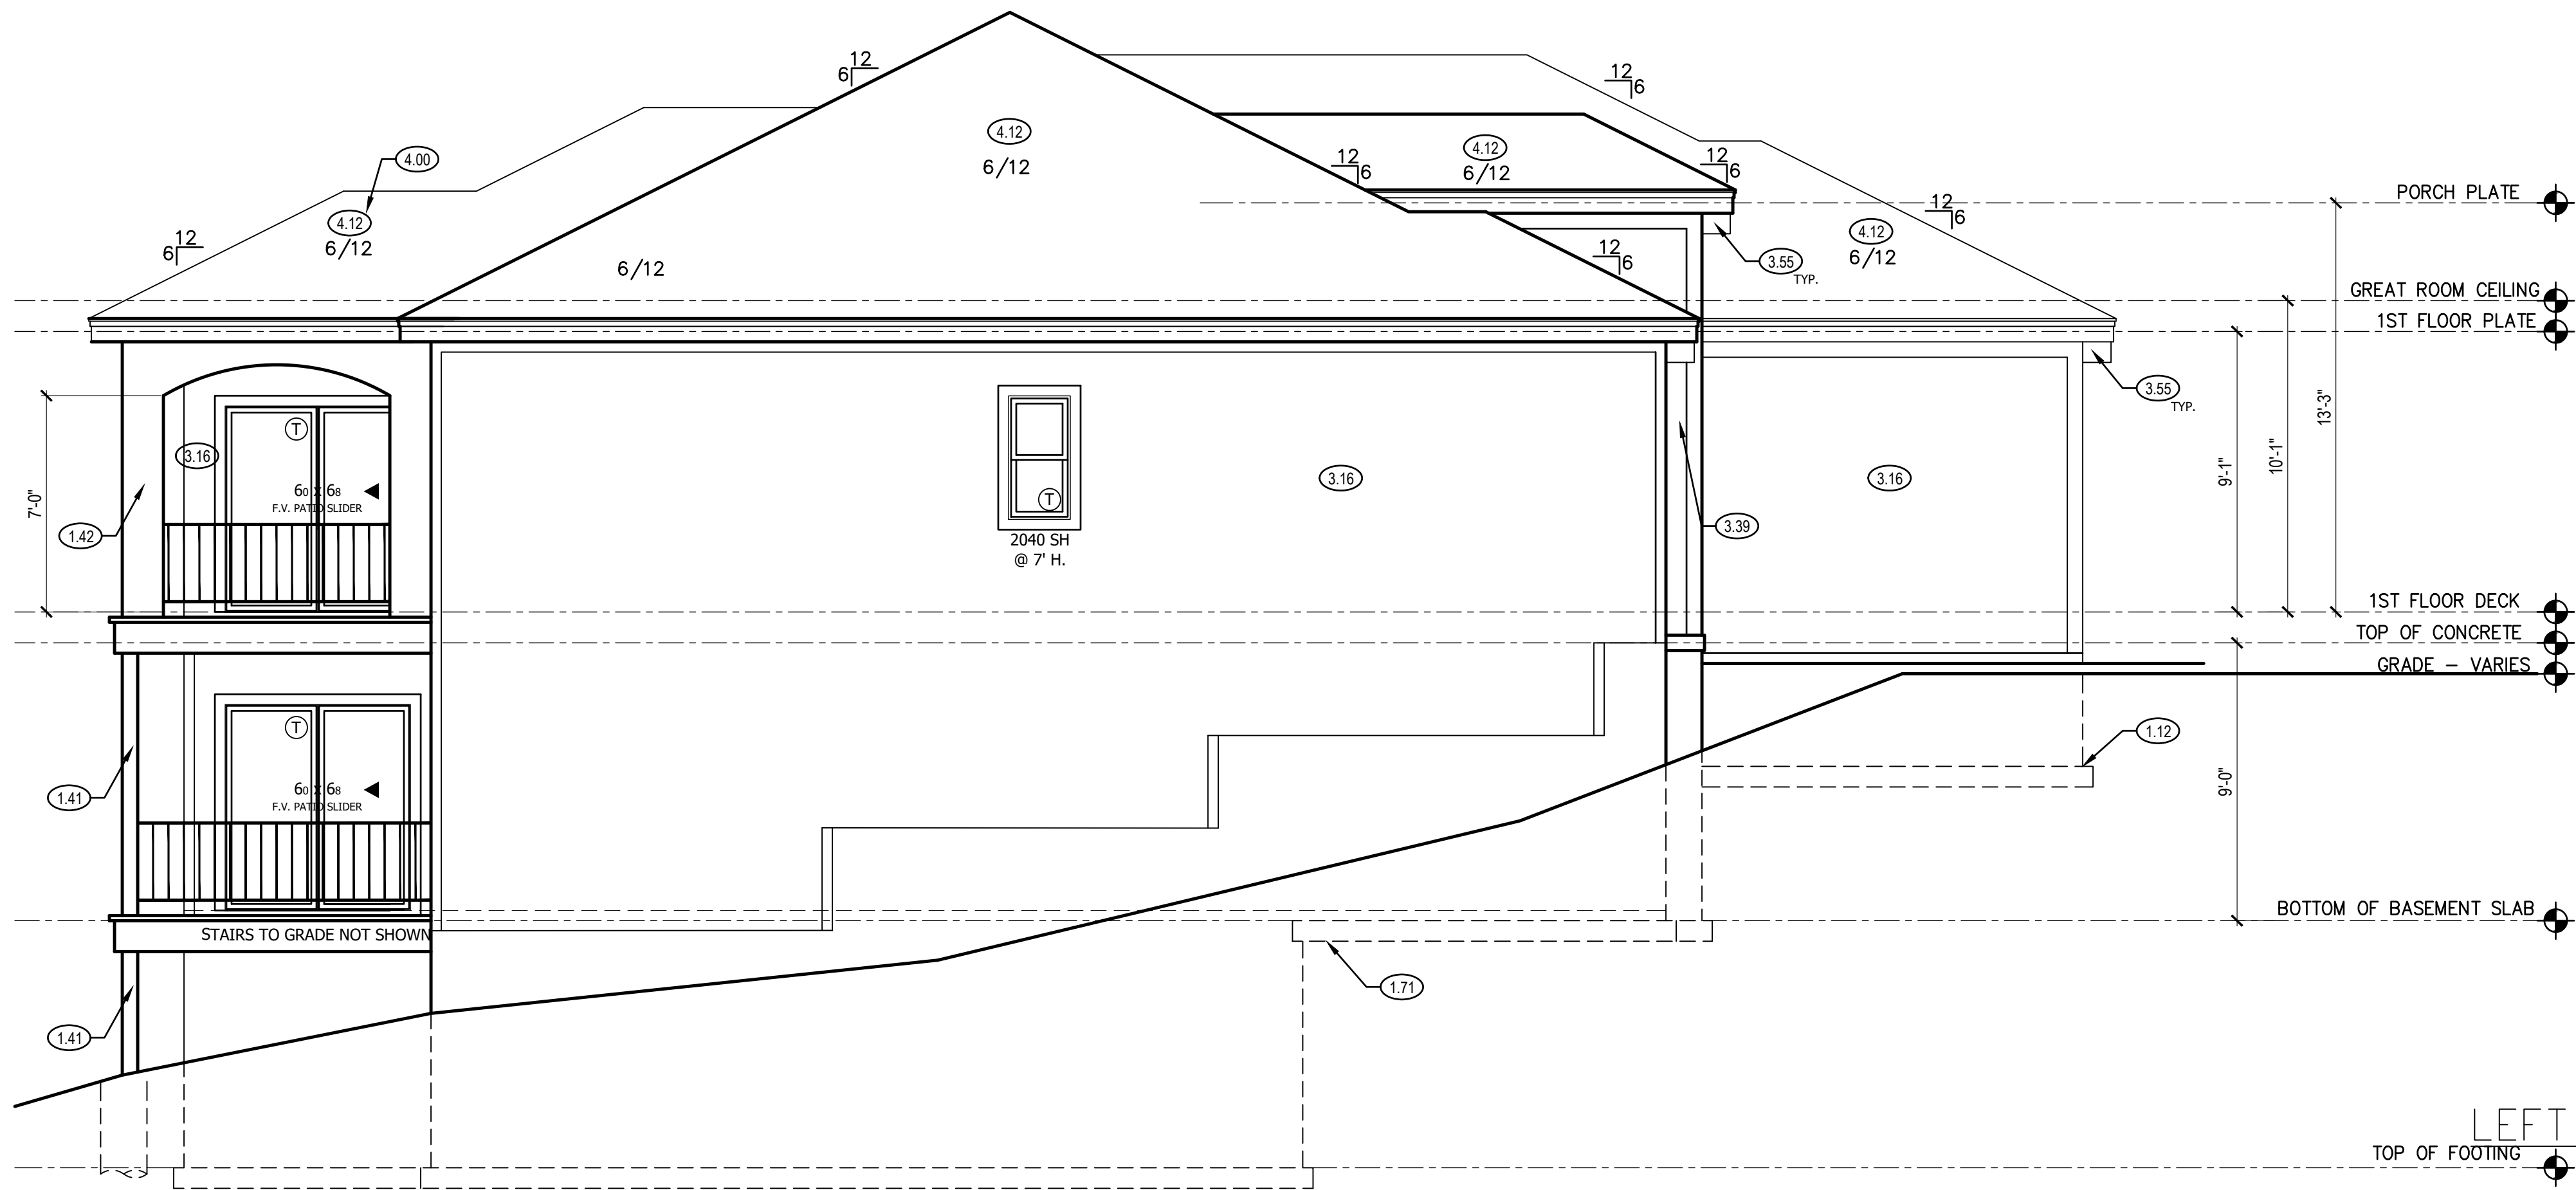 12
6
12
6
4.12
6/12
4.00
4.12
6/12
12
6
12
6
12
6
4.12
6/12
PORCH PLATE
12
6
4.12
6/12
12
6
6/12
12
6
3.55
TYP.
GREAT ROOM CEILING
1ST FLOOR PLATE
3.55
TYP.
13'-3"
10'-1"
9'-1"
7'-0"
T
3.16
60 x 68
F.V. PATIO SLIDER
1.42
T
2040 SH
@ 7' H.
3.16
3.39
3.16
1ST FLOOR DECK
TOP OF CONCRETE
GRADE – VARIES
T
60 x 68
F.V. PATIO SLIDER
1.41
1.12
9'-0"
BOTTOM OF BASEMENT SLAB
STAIRS TO GRADE NOT SHOWN
1.71
1.41
LEFT
TOP OF FOOTING